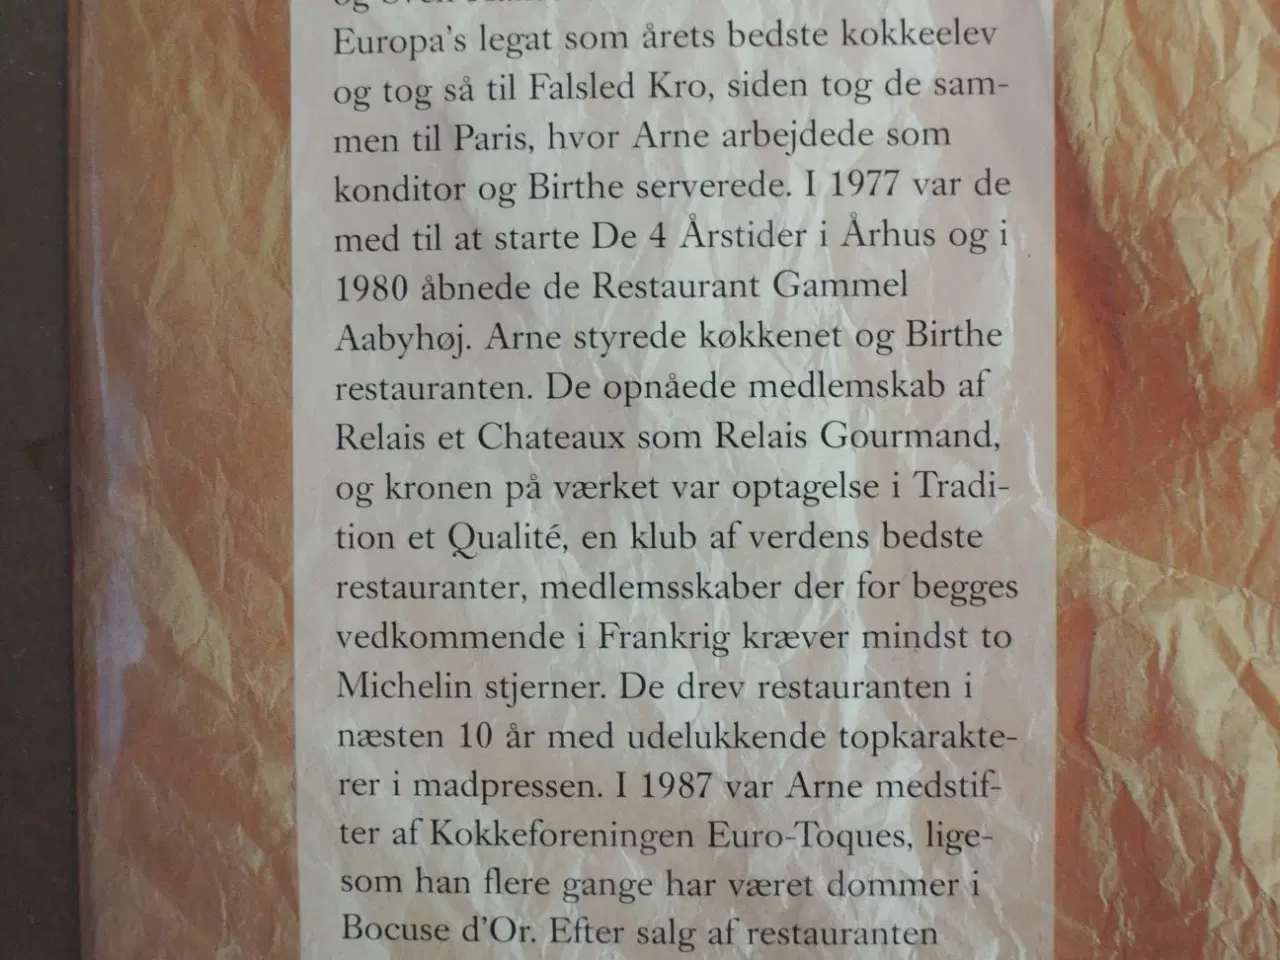 og Sven
Europa's legat som årets bedste kokkeelev
og tog så til Falsled Kro, siden tog de sam-
men til Paris, hvor Arne arbejdede som
konditor og Birthe serverede. I 1977 var de
med til at starte De 4 Årstider i Århus og i
1980 åbnede de Restaurant Gammel
Aabyhøj. Arne styrede køkkenet og Birthe
restauranten. De opnåede medlemskab af
Relais et Chateaux som Relais Gourmand,
og kronen på værket var optagelse i Tradi-
tion et Qualité, en klub af verdens bedste
restauranter, medlemsskaber der for begges
vedkommende i Frankrig kræver mindst to
Michelin stjerner. De drev restauranten i
næsten 10 år med udelukkende topkarakte-
rer i madpressen. I 1987 var Arne medstif-
ter af Kokkeforeningen Euro-Toques, lige-
som han flere gange har været dommer i
Bocuse d'Or. Efter salg af restauranten